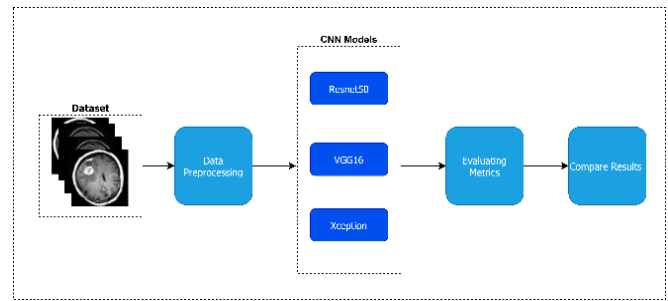 CNN Models
Dataset
Resnet50
Data
Preprocessing
VGG16
Xception
Evaluating
Metrics
Compare Results